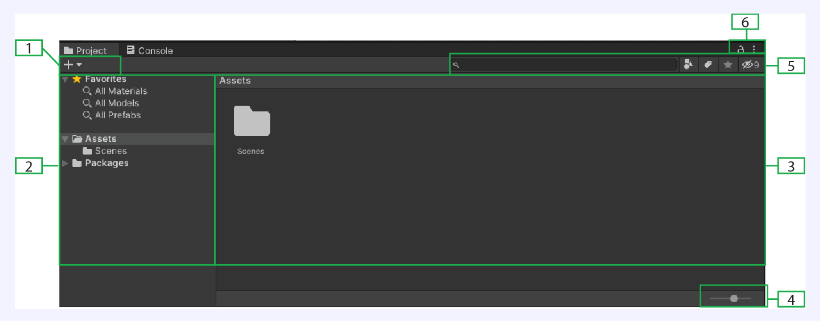 6
1
Project Console
5
9
Favorites
Assets
All Materials
All Models
All Prefabs
Assets
Scenes
Scenes
Packages
2
3
4